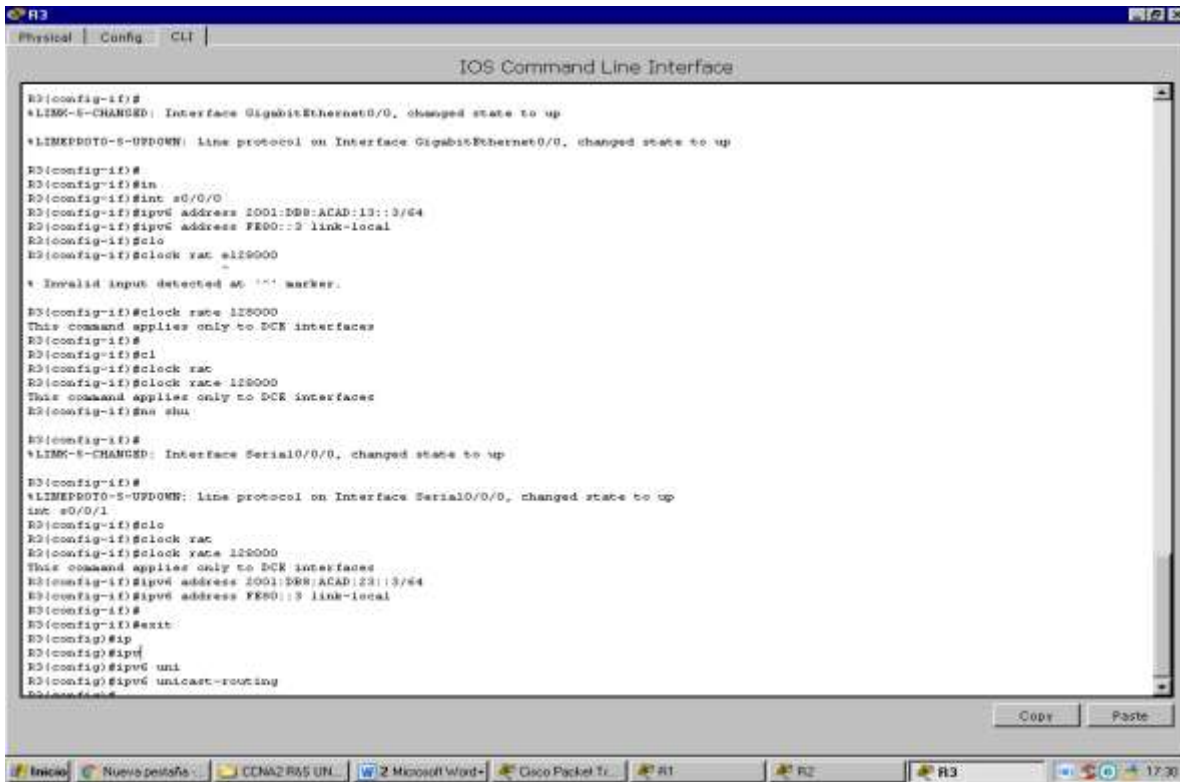 R3
Physical Config CLI
IOS Command Line Interface
R3(config-if)#
%LINK-5-CHANGED: Interface GigabitEthernet0/0, changed state to up
%LINEPROTO-5-UPDOWN: Line protocol on Interface GigabitEthernet0/0, changed state to up
R3(config-if)#
R3(config-if)#in
R3(config-if)#int s0/0/0
R3(config-if)#ipv6 address 2001:DB8:ACAD:13::3/64
R3(config-if)#ipv6 address FE80::3 link-local
R3(config-if)#clo
R3(config-if)#clock rat e128000
^
% Invalid input detected at '^' marker.
R3(config-if)#clock rate 128000
This command applies only to DCE interfaces
R3(config-if)#
R3(config-if)#cl
R3(config-if)#clock rat
R3(config-if)#clock rate 128000
This command applies only to DCE interfaces
R3(config-if)#no shu
R3(config-if)#
%LINK-5-CHANGED: Interface Serial0/0/0, changed state to up
R3(config-if)#
%LINEPROTO-5-UPDOWN: Line protocol on Interface Serial0/0/0, changed state to up
int s0/0/1
R3(config-if)#clo
R3(config-if)#clock rat
R3(config-if)#clock rate 128000
This command applies only to DCE interfaces
R3(config-if)#ipv6 address 2001:DB8:ACAD:23::3/64
R3(config-if)#ipv6 address FE80::3 link-local
R3(config-if)#
R3(config-if)#exit
R3(config)#ip
R3(config)#ipv
R3(config)#ipv6 uni
R3(config)#ipv6 unicast-routing
R3(config)#
Copy Paste
Inicio Nueva pestaña - ... CCNA2 R&S UN... 2 Microsoft Word Cisco Packet Tr... R1 R2 R3 17:30